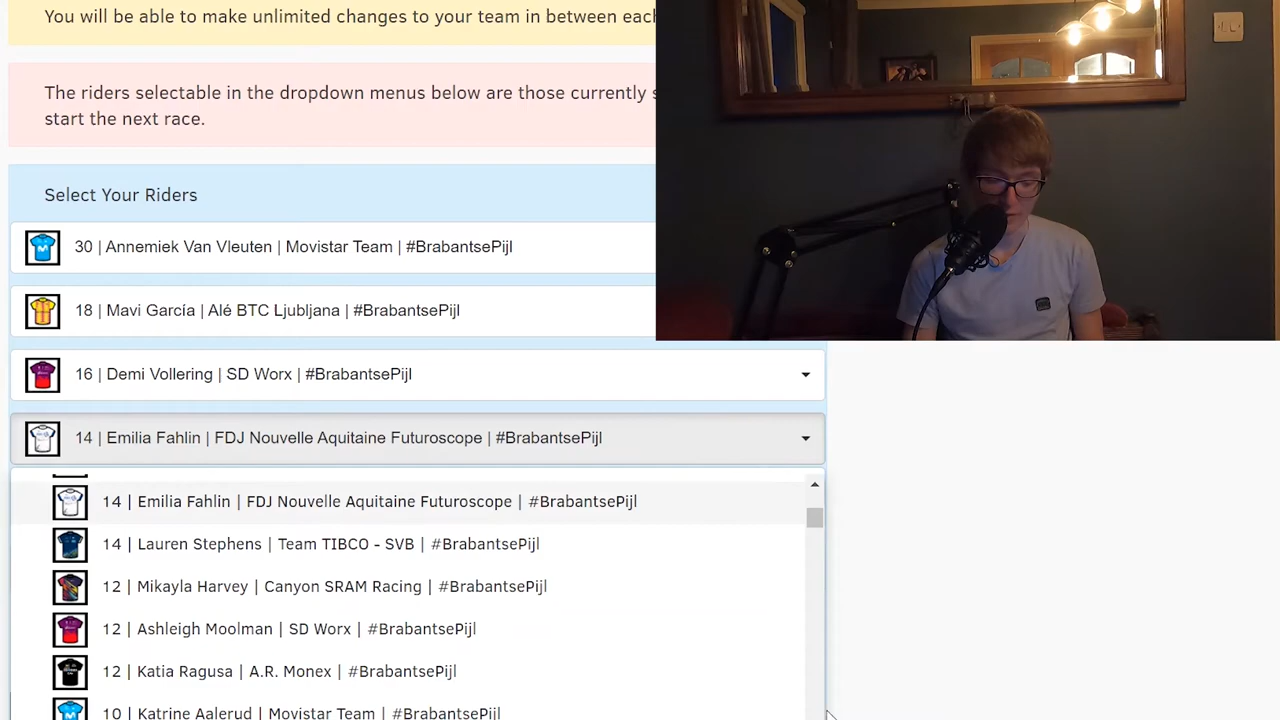 You will be able to make unlimited changes to your team in between each
The riders selectable in the dropdown menus below are those currently
start the next race.
Select Your Riders
30 | Annemiek Van Vleuten | Movistar Team | #BrabantsePijl
18 | Mavi García | Alé BTC Ljubljana | #BrabantsePijl
16 | Demi Vollering | SD Worx | #BrabantsePijl
14 | Emilia Fahlin | FDJ Nouvelle Aquitaine Futuroscope | #BrabantsePijl
14 | Emilia Fahlin | FDJ Nouvelle Aquitaine Futuroscope | #BrabantsePijl
14 | Lauren Stephens | Team TIBCO - SVB | #BrabantsePijl
12 | Mikayla Harvey | Canyon SRAM Racing | #BrabantsePijl
12 | Ashleigh Moolman | SD Worx | #BrabantsePijl
12 | Katia Ragusa | A.R. Monex | #BrabantsePijl
10 | Katrine Aalerud | Movistar Team | #BrabantsePijl